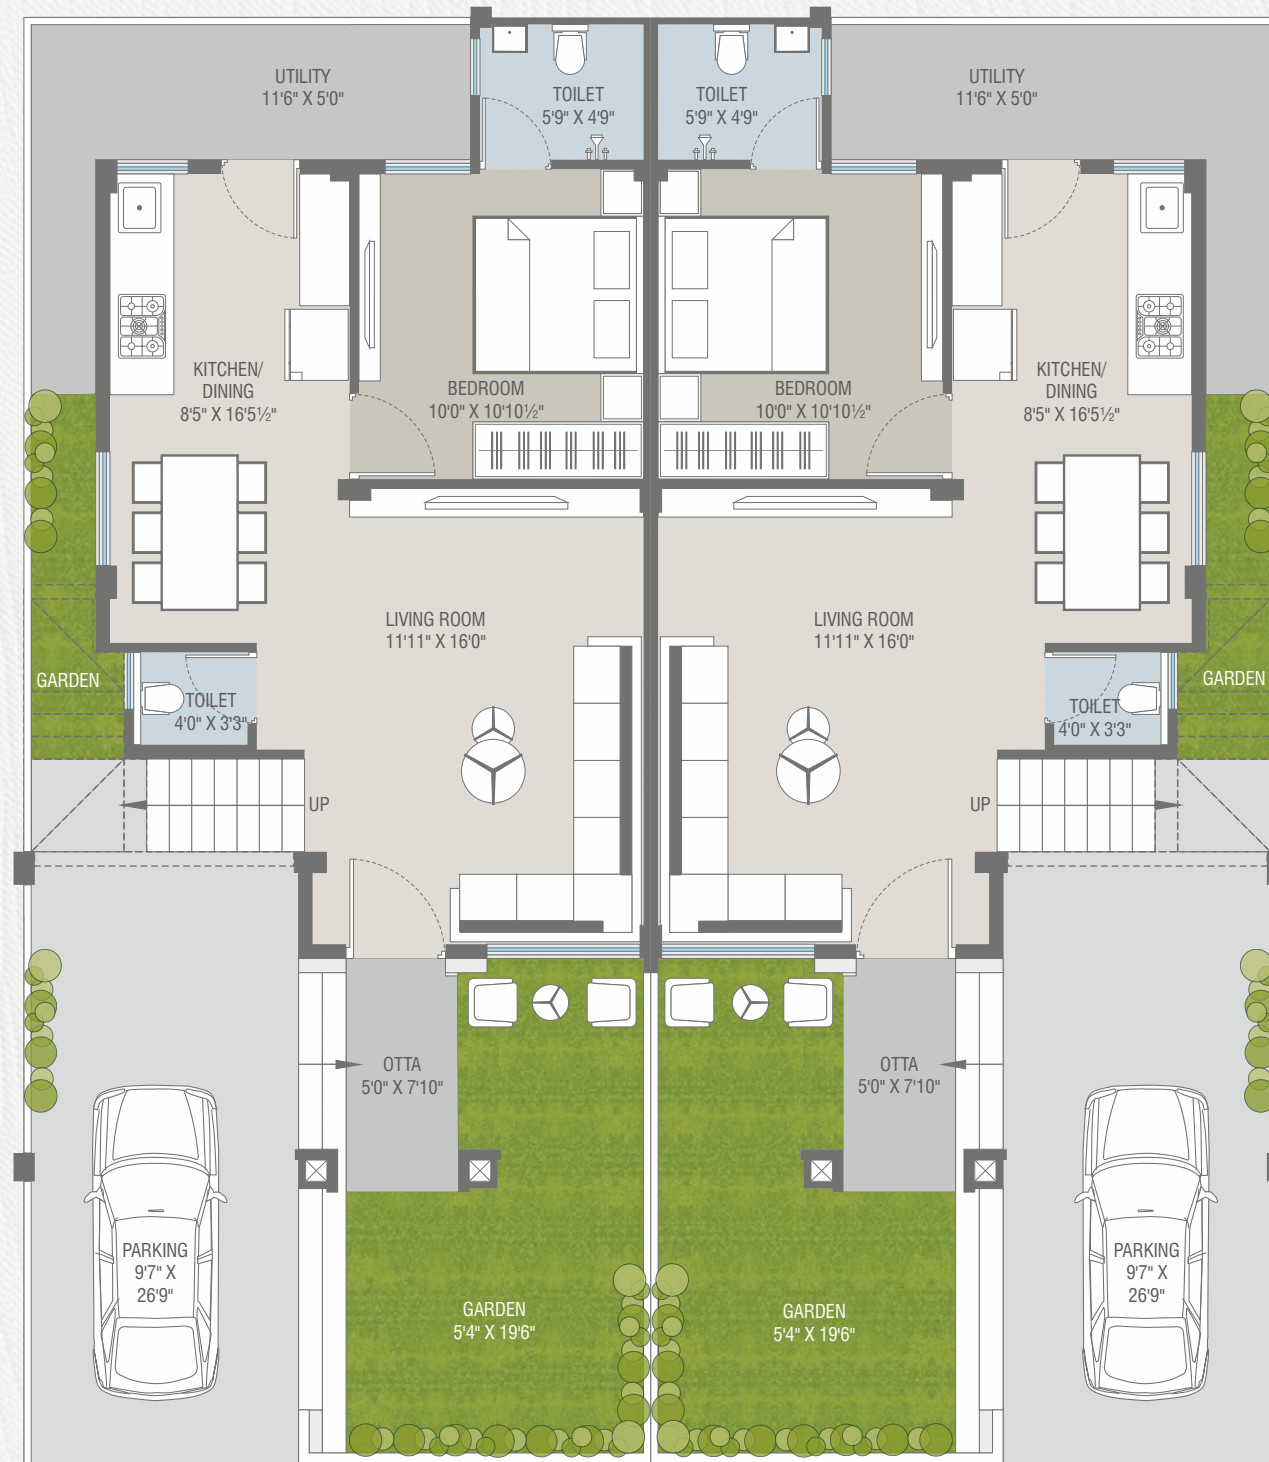 UTILITY
11'6" X 5'0"
TOILET
5'9" X 4'9"
TOILET
5'9" X 4'9"
UTILITY
11'6" X 5'0"
KITCHEN/
DINING
8'5" X 16'5½"
BEDROOM
10'0" X 10'10½"
BEDROOM
10'0" X 10'10½"
KITCHEN/
DINING
8'5" X 16'5½"
LIVING ROOM
11'11" X 16'0"
LIVING ROOM
11'11" X 16'0"
GARDEN
TOILET
4'0" X 3'3"
TOILET
4'0" X 3'3"
GARDEN
UP
UP
OTTA
5'0" X 7'10"
OTTA
5'0" X 7'10"
PARKING
9'7" X
26'9"
GARDEN
5'4" X 19'6"
GARDEN
5'4" X 19'6"
PARKING
9'7" X
26'9"